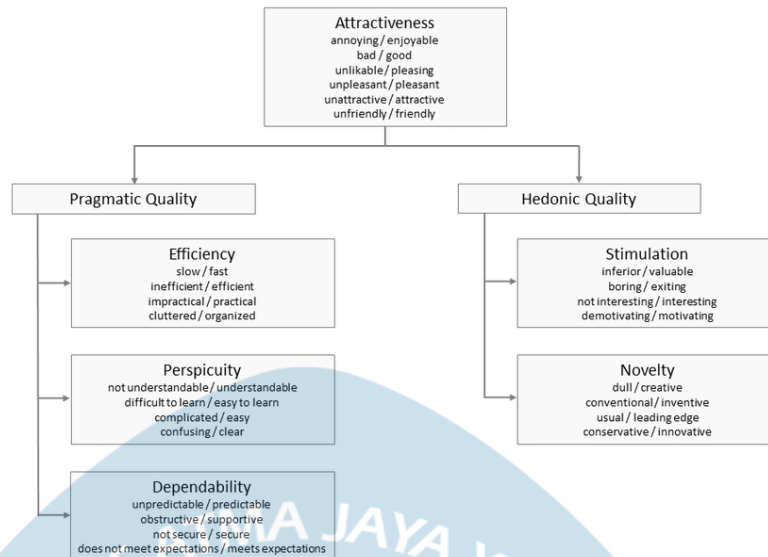 Attractiveness
annoying / enjoyable
bad / good
unlikable / pleasing
unpleasant / pleasant
unattractive / attractive
unfriendly / friendly
Pragmatic Quality
Hedonic Quality
Efficiency
slow / fast
inefficient / efficient
impractical / practical
cluttered / organized
Stimulation
inferior / valuable
boring / exiting
not interesting / interesting
demotivating / motivating
Perspicuity
not understandable / understandable
difficult to learn / easy to learn
complicated / easy
confusing / clear
Novelty
dull / creative
conventional / inventive
usual / leading edge
conservative / innovative
Dependability
unpredictable / predictable
obstructive / supportive
not secure / secure
does not meet expectations / meets expectations
ATMA JAYA